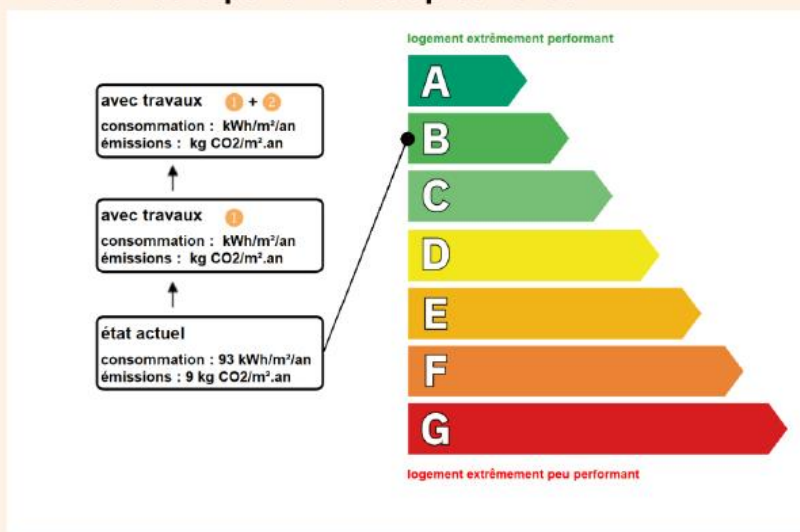 logement extrêmement performant
avec travaux 1 + 2
consommation : kWh/m²/an
émissions : kg CO2/m².an
avec travaux 1
consommation : kWh/m²/an
émissions : kg CO2/m².an
état actuel
consommation : 93 kWh/m²/an
émissions : 9 kg CO2/m².an
A
B
C
D
E
F
G
logement extrêmement peu performant